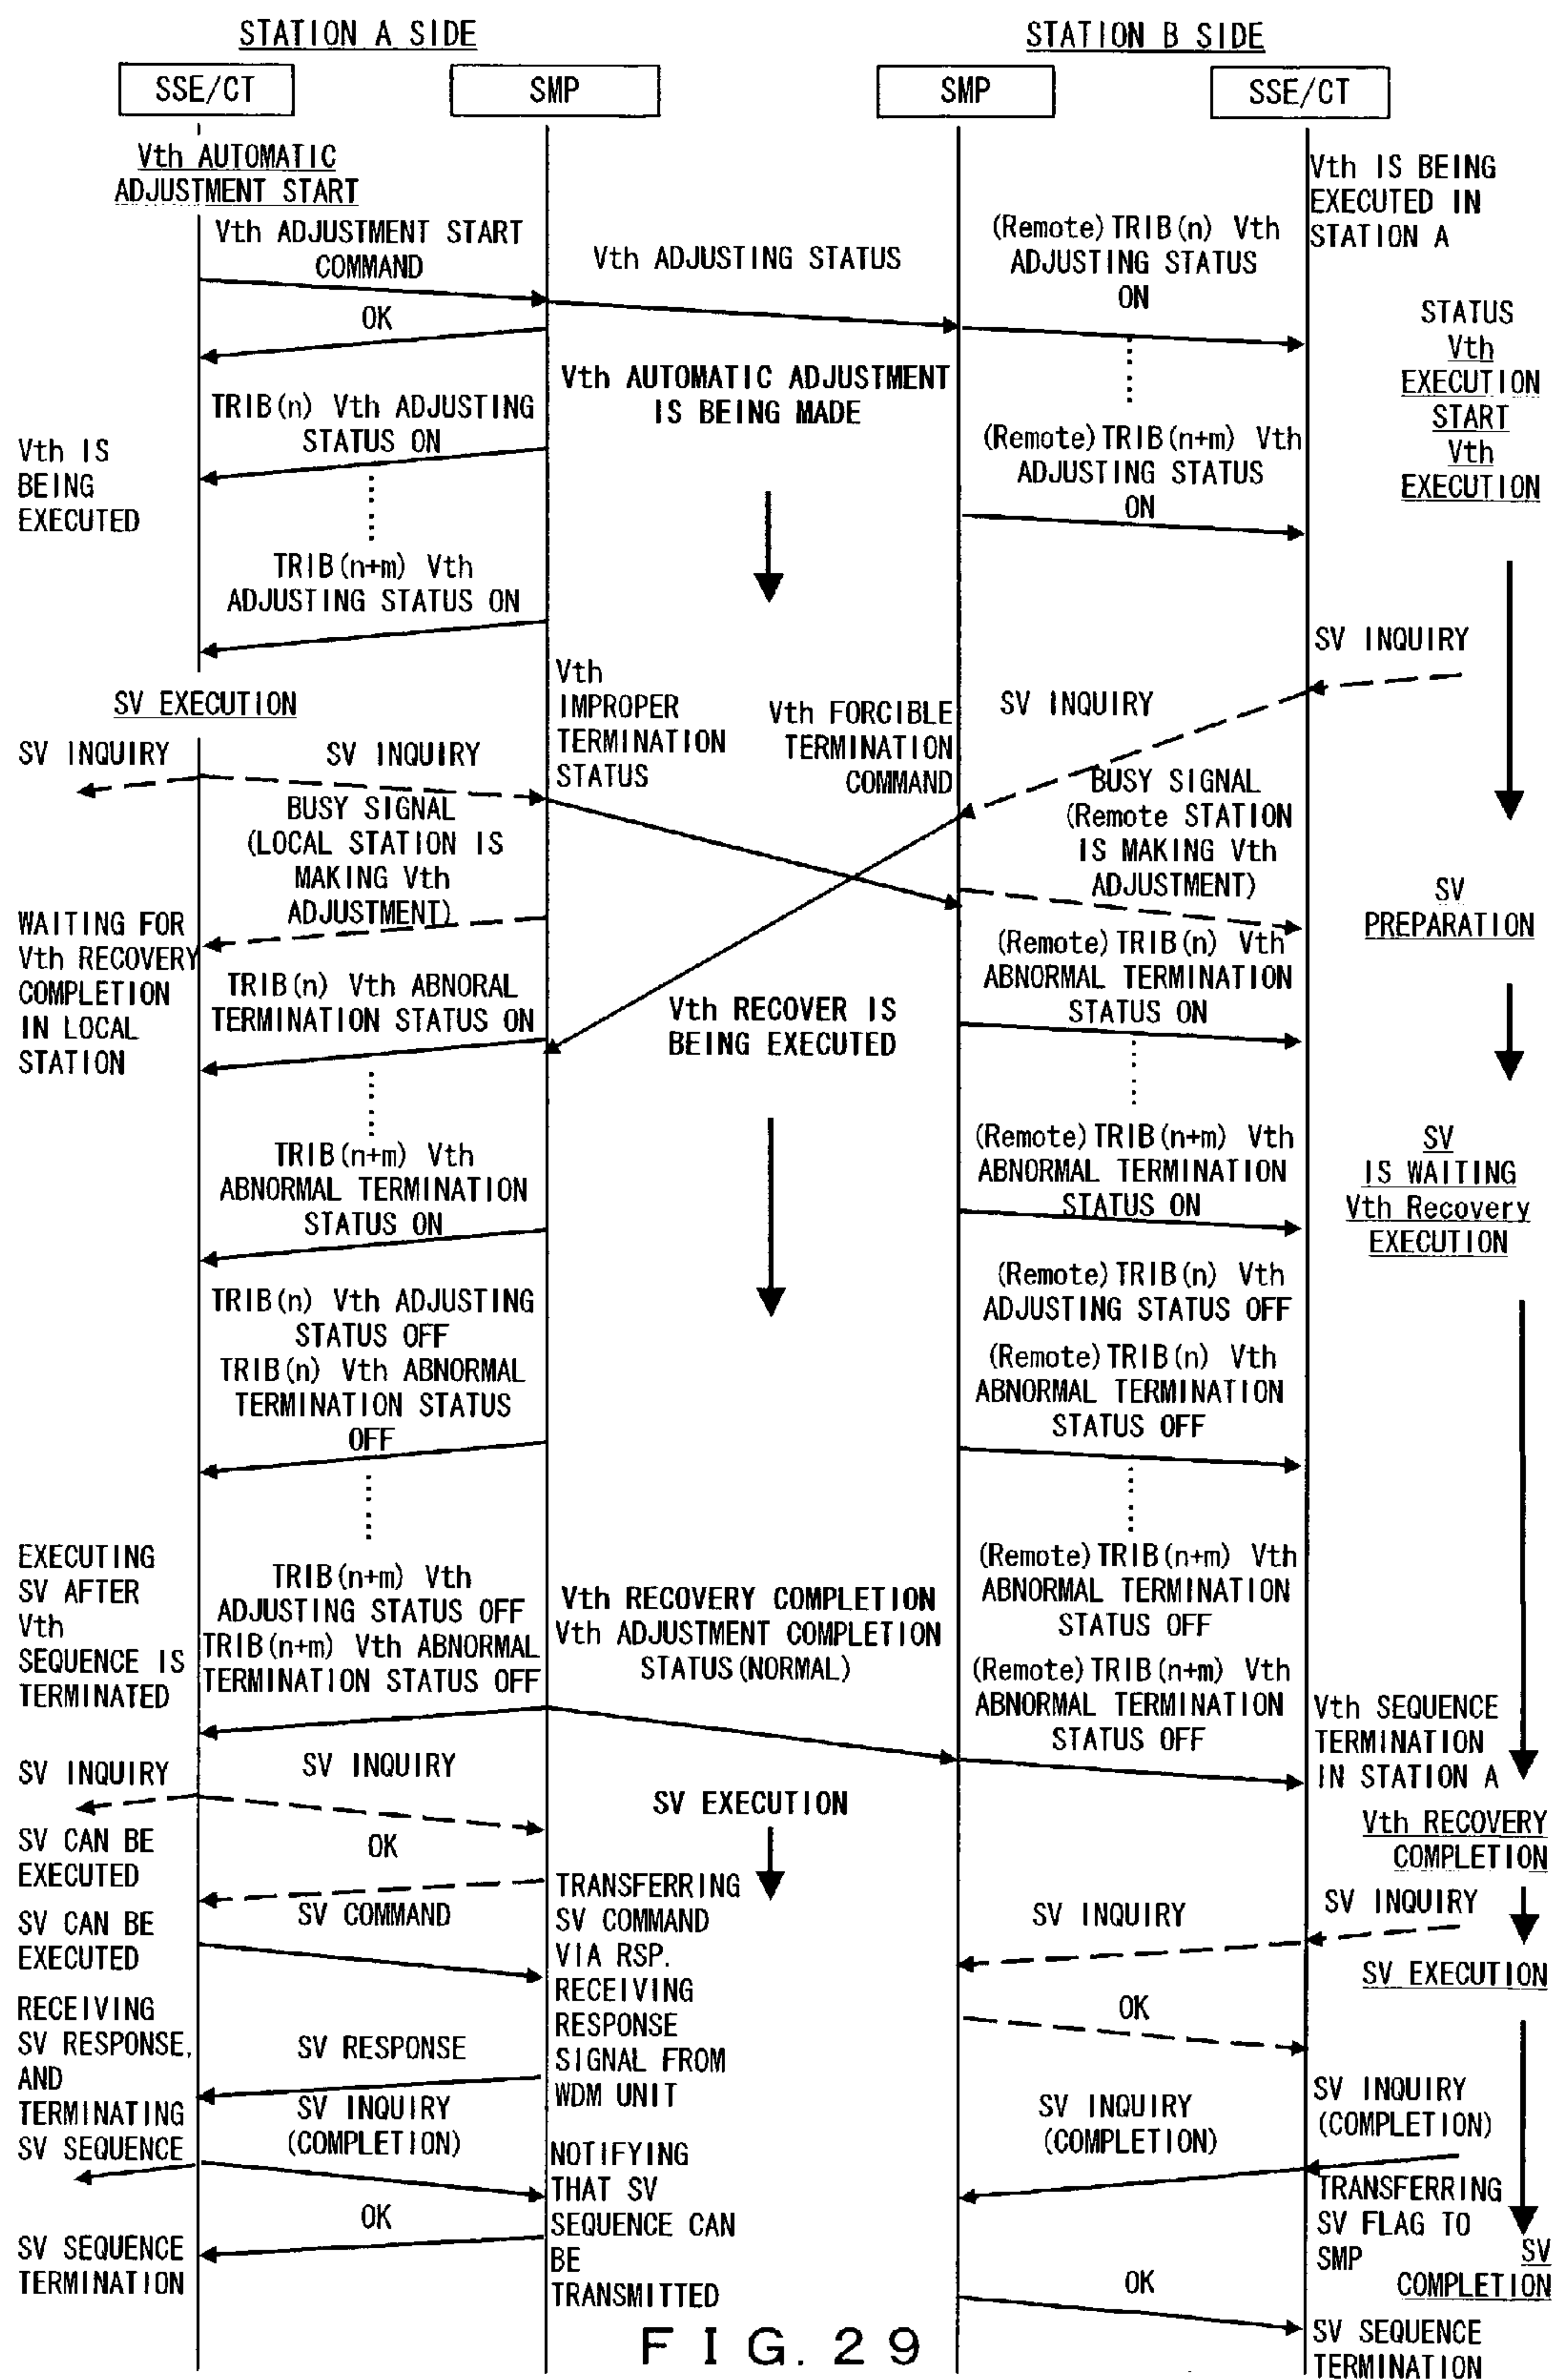 STATION A SIDE
STATION B SIDE
SSE/CT
SMP
SMP
SSE/CT
Vth AUTOMATIC
ADJUSTMENT START
Vth IS BEING
EXECUTED IN
STATION A
Vth ADJUSTMENT START
COMMAND
Vth ADJUSTING STATUS
(Remote)TRIB(n) Vth
ADJUSTING STATUS
ON
OK
STATUS
Vth
EXECUTION
START
Vth
EXECUTION
Vth AUTOMATIC ADJUSTMENT
IS BEING MADE
TRIB(n) Vth ADJUSTING
STATUS ON
Vth IS
BEING
EXECUTED
(Remote)TRIB(n+m) Vth
ADJUSTING STATUS
ON
TRIB(n+m) Vth
ADJUSTING STATUS ON
SV INQUIRY
SV EXECUTION
Vth
IMPROPER
TERMINATION
STATUS
Vth FORCIBLE
TERMINATION
COMMAND
SV INQUIRY
SV INQUIRY
SV INQUIRY
BUSY SIGNAL
(LOCAL STATION IS
MAKING Vth
ADJUSTMENT)
BUSY SIGNAL
(Remote STATION
IS MAKING Vth
ADJUSTMENT)
SV
PREPARATION
WAITING FOR
Vth RECOVERY
COMPLETION
IN LOCAL
STATION
TRIB(n) Vth ABNORAL
TERMINATION STATUS ON
Vth RECOVER IS
BEING EXECUTED
(Remote)TRIB(n) Vth
ABNORMAL TERMINATION
STATUS ON
TRIB(n+m) Vth
ABNORMAL TERMINATION
STATUS ON
(Remote)TRIB(n+m) Vth
ABNORMAL TERMINATION
STATUS ON
SV
IS WAITING
Vth Recovery
EXECUTION
TRIB(n) Vth ADJUSTING
STATUS OFF
TRIB(n) Vth ABNORMAL
TERMINATION STATUS
OFF
(Remote)TRIB(n) Vth
ADJUSTING STATUS OFF
(Remote)TRIB(n) Vth
ABNORMAL TERMINATION
STATUS OFF
EXECUTING
SV AFTER
Vth
SEQUENCE IS
TERMINATED
TRIB(n+m) Vth
ADJUSTING STATUS OFF
TRIB(n+m) Vth ABNORMAL
TERMINATION STATUS OFF
Vth RECOVERY COMPLETION
Vth ADJUSTMENT COMPLETION
STATUS(NORMAL)
(Remote)TRIB(n+m) Vth
ABNORMAL TERMINATION
STATUS OFF
(Remote)TRIB(n+m) Vth
ABNORMAL TERMINATION
STATUS OFF
Vth SEQUENCE
TERMINATION
IN STATION A
SV INQUIRY
SV INQUIRY
SV EXECUTION
Vth RECOVERY
COMPLETION
SV CAN BE
EXECUTED
OK
SV COMMAND
SV CAN BE
EXECUTED
TRANSFERRING
SV COMMAND
VIA RSP.
RECEIVING
RESPONSE
SIGNAL FROM
WDM UNIT
SV INQUIRY
SV INQUIRY
SV EXECUTION
OK
RECEIVING
SV RESPONSE,
AND
TERMINATING
SV SEQUENCE
SV RESPONSE
SV INQUIRY
(COMPLETION)
SV INQUIRY
(COMPLETION)
SV INQUIRY
(COMPLETION)
NOTIFYING
THAT SV
SEQUENCE CAN
BE
TRANSMITTED
TRANSFERRING
SV FLAG TO
SMP
SV
COMPLETION
OK
SV SEQUENCE
TERMINATION
OK
SV SEQUENCE
TERMINATION
FIG. 29